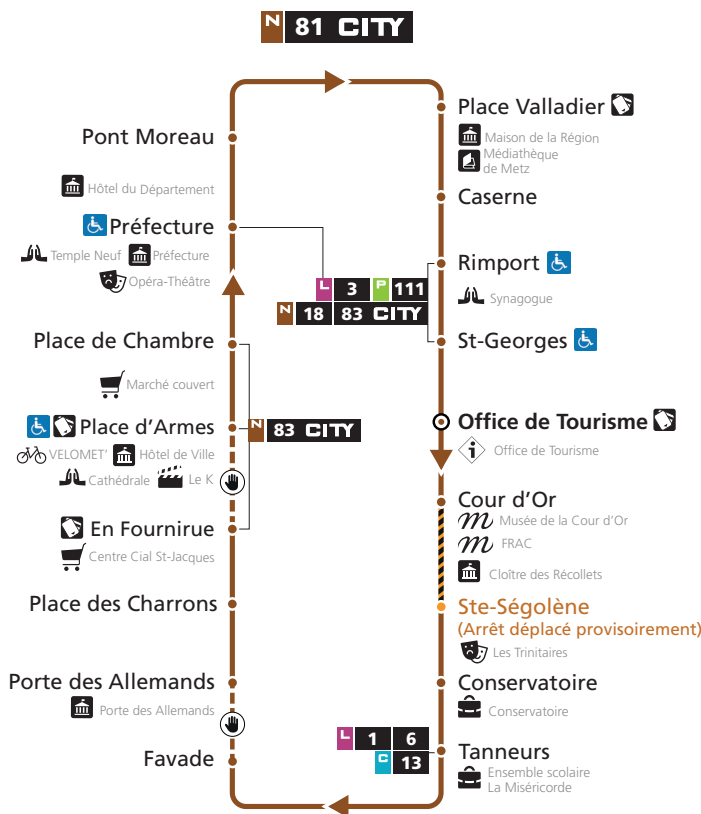 N 81 CITY
Pont Moreau
Hôtel du Département
Préfecture
Temple Neuf Préfecture
Opéra-Théâtre
Place de Chambre
Marché couvert
Place d'Armes
VELOMET' Hôtel de Ville
Cathédrale Le K
En Fournirue
Centre Cial St-Jacques
Place des Charrons
Porte des Allemands
Porte des Allemands
Favade
L 3 P 111
N 18 83 CITY
N 83 CITY
L 1 6
C 13
Place Valladier
Maison de la Région
Médiathèque
de Metz
Caserne
Rimport
Synagogue
St-Georges
Office de Tourisme
i Office de Tourisme
Cour d'Or
m Musée de la Cour d'Or
m FRAC
Cloître des Récollets
Ste-Ségolène
(Arrêt déplacé provisoirement)
Les Trinitaires
Conservatoire
Conservatoire
Tanneurs
Ensemble scolaire
La Miséricorde